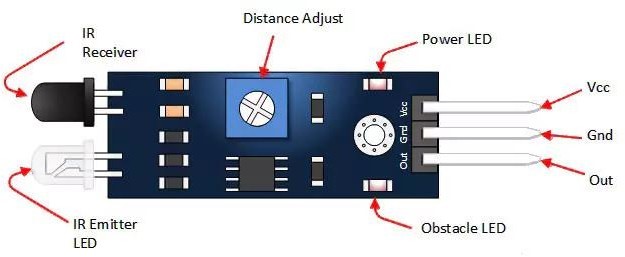 IR
Receiver
Distance Adjust
Power LED
Vcc
Vcc
Gnd
Gnd
Out
Out
IR Emitter
LED
Obstacle LED